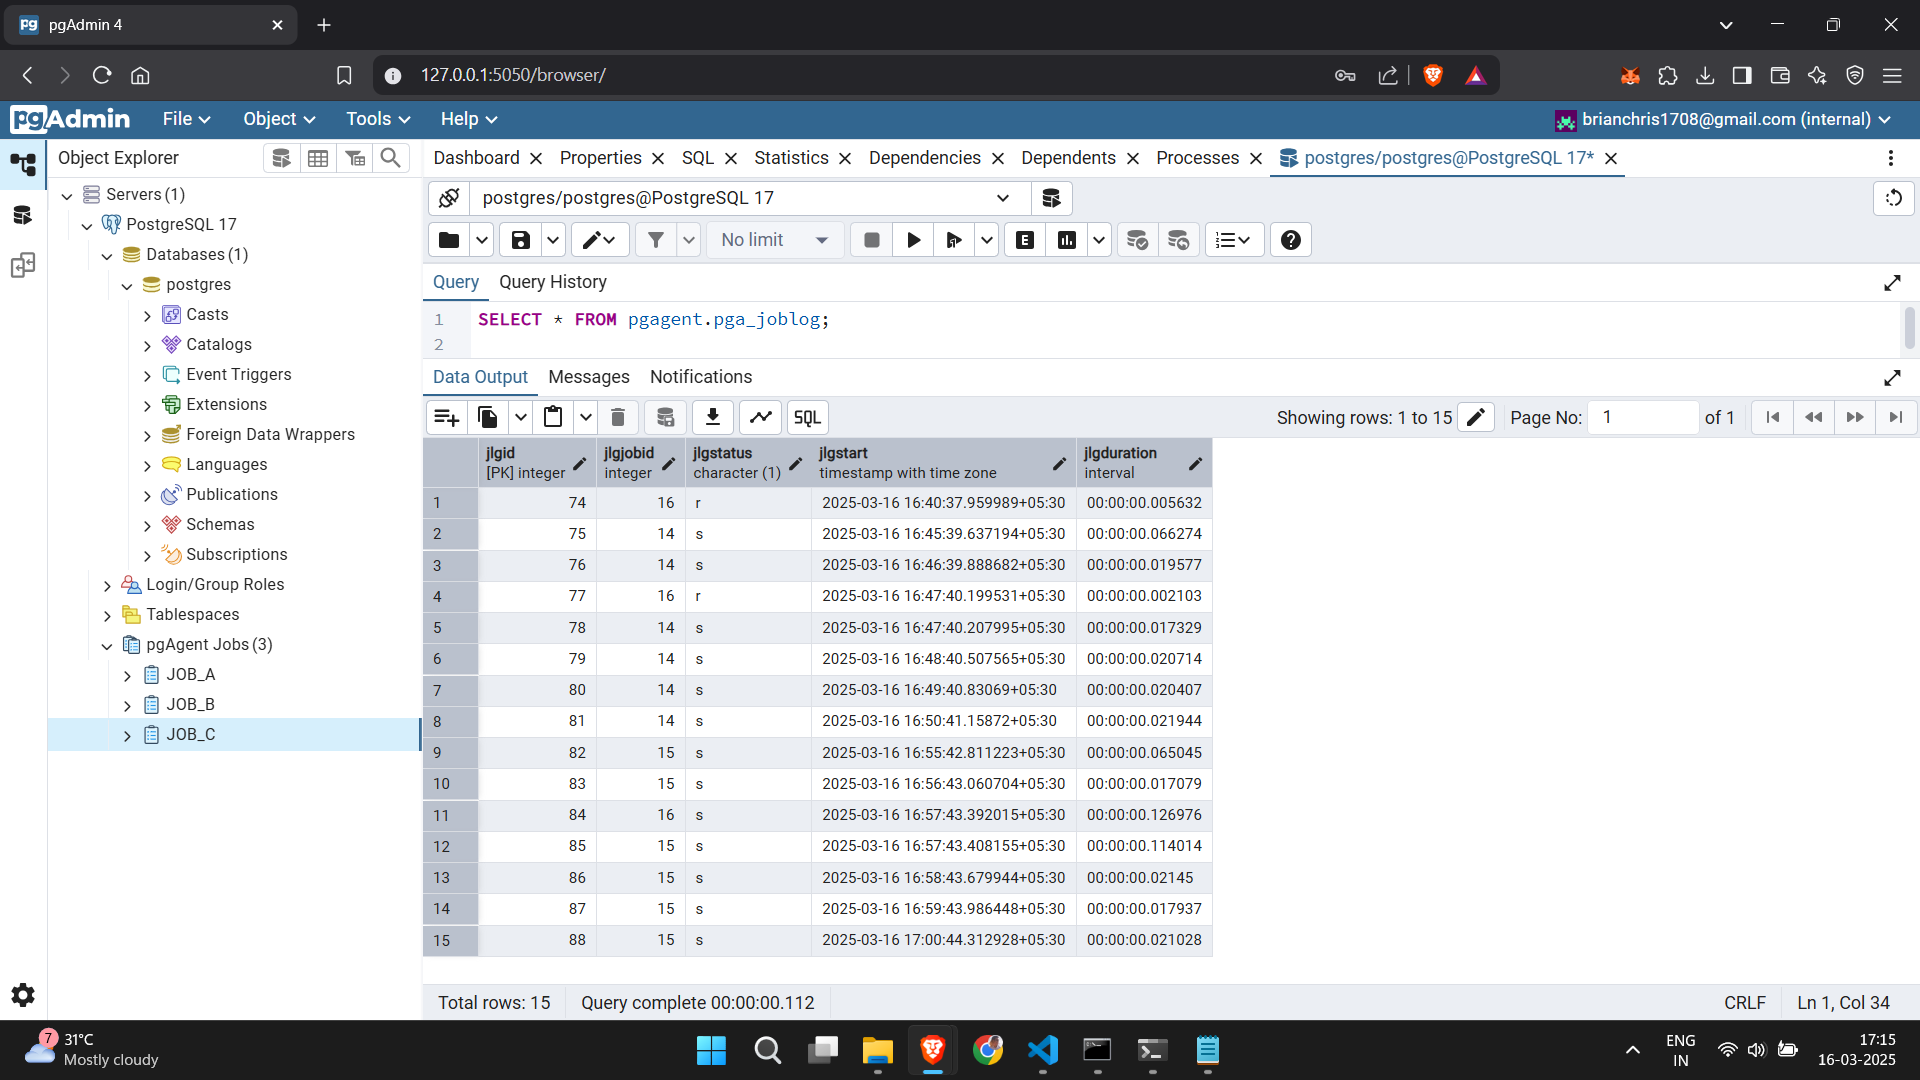 pgAdmin 4
127.0.0.1:5050/browser/
pgAdmin File Object Tools Help brianchris1708@gmail.com (internal)
Object Explorer
Dashboard Properties SQL Statistics Dependencies Dependents Processes postgres/postgres@PostgreSQL 17*
Servers (1)
PostgreSQL 17
Databases (1)
postgres
Casts
Catalogs
Event Triggers
Extensions
Foreign Data Wrappers
Languages
Publications
Schemas
Subscriptions
Login/Group Roles
Tablespaces
pgAgent Jobs (3)
JOB_A
JOB_B
JOB_C
postgres/postgres@PostgreSQL 17
No limit
E
Query Query History
1 SELECT * FROM pgagent.pga_joblog;
2
Data Output Messages Notifications
SQL Showing rows: 1 to 15 Page No: 1 of 1
jlgid jlgjobid jlgstatus jlgstart jlgduration
[PK] integer integer character (1) timestamp with time zone interval
1 74 16 r 2025-03-16 16:40:37.959989+05:30 00:00:00.005632
2 75 14 s 2025-03-16 16:45:39.637194+05:30 00:00:00.066274
3 76 14 s 2025-03-16 16:46:39.888682+05:30 00:00:00.019577
4 77 16 r 2025-03-16 16:47:40.199531+05:30 00:00:00.002103
5 78 14 s 2025-03-16 16:47:40.207995+05:30 00:00:00.017329
6 79 14 s 2025-03-16 16:48:40.507565+05:30 00:00:00.020714
7 80 14 s 2025-03-16 16:49:40.83069+05:30 00:00:00.020407
8 81 14 s 2025-03-16 16:50:41.15872+05:30 00:00:00.021944
9 82 15 s 2025-03-16 16:55:42.811223+05:30 00:00:00.065045
10 83 15 s 2025-03-16 16:56:43.060704+05:30 00:00:00.017079
11 84 16 s 2025-03-16 16:57:43.392015+05:30 00:00:00.126976
12 85 15 s 2025-03-16 16:57:43.408155+05:30 00:00:00.114014
13 86 15 s 2025-03-16 16:58:43.679944+05:30 00:00:00.02145
14 87 15 s 2025-03-16 16:59:43.986448+05:30 00:00:00.017937
15 88 15 s 2025-03-16 17:00:44.312928+05:30 00:00:00.021028
Total rows: 15 Query complete 00:00:00.112 CRLF Ln 1, Col 34
7 31°C
Mostly cloudy
ENG
IN
17:15
16-03-2025